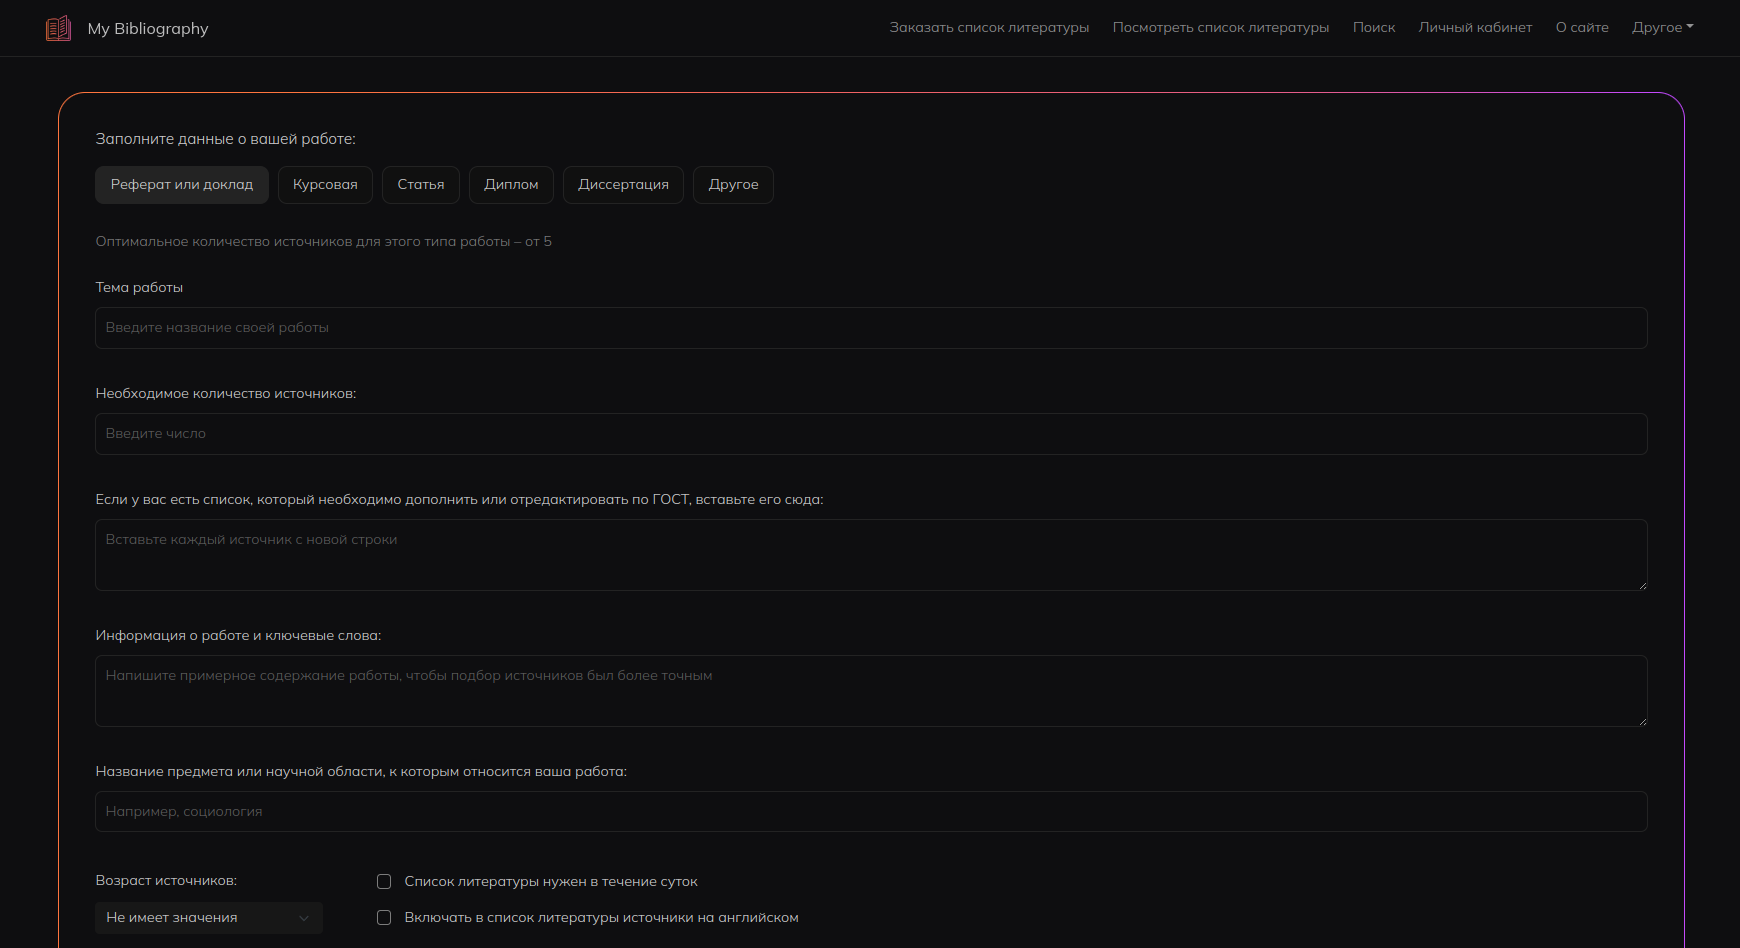 My Bibliography
Заказать список литературы Посмотреть список литературы Поиск Личный кабинет О сайте Другое
Заполните данные о вашей работе:
Реферат или доклад Курсовая Статья Диплом Диссертация Другое
Оптимальное количество источников для этого типа работы – от 5
Тема работы
Введите название своей работы
Необходимое количество источников:
Введите число
Если у вас есть список, который необходимо дополнить или отредактировать по ГОСТ, вставьте его сюда:
Вставьте каждый источник с новой строки
Информация о работе и ключевые слова:
Напишите примерное содержание работы, чтобы подбор источников был более точным
Название предмета или научной области, к которым относится ваша работа:
Например, социология
Возраст источников:
Не имеет значения
Список литературы нужен в течение суток
Включать в список литературы источники на английском